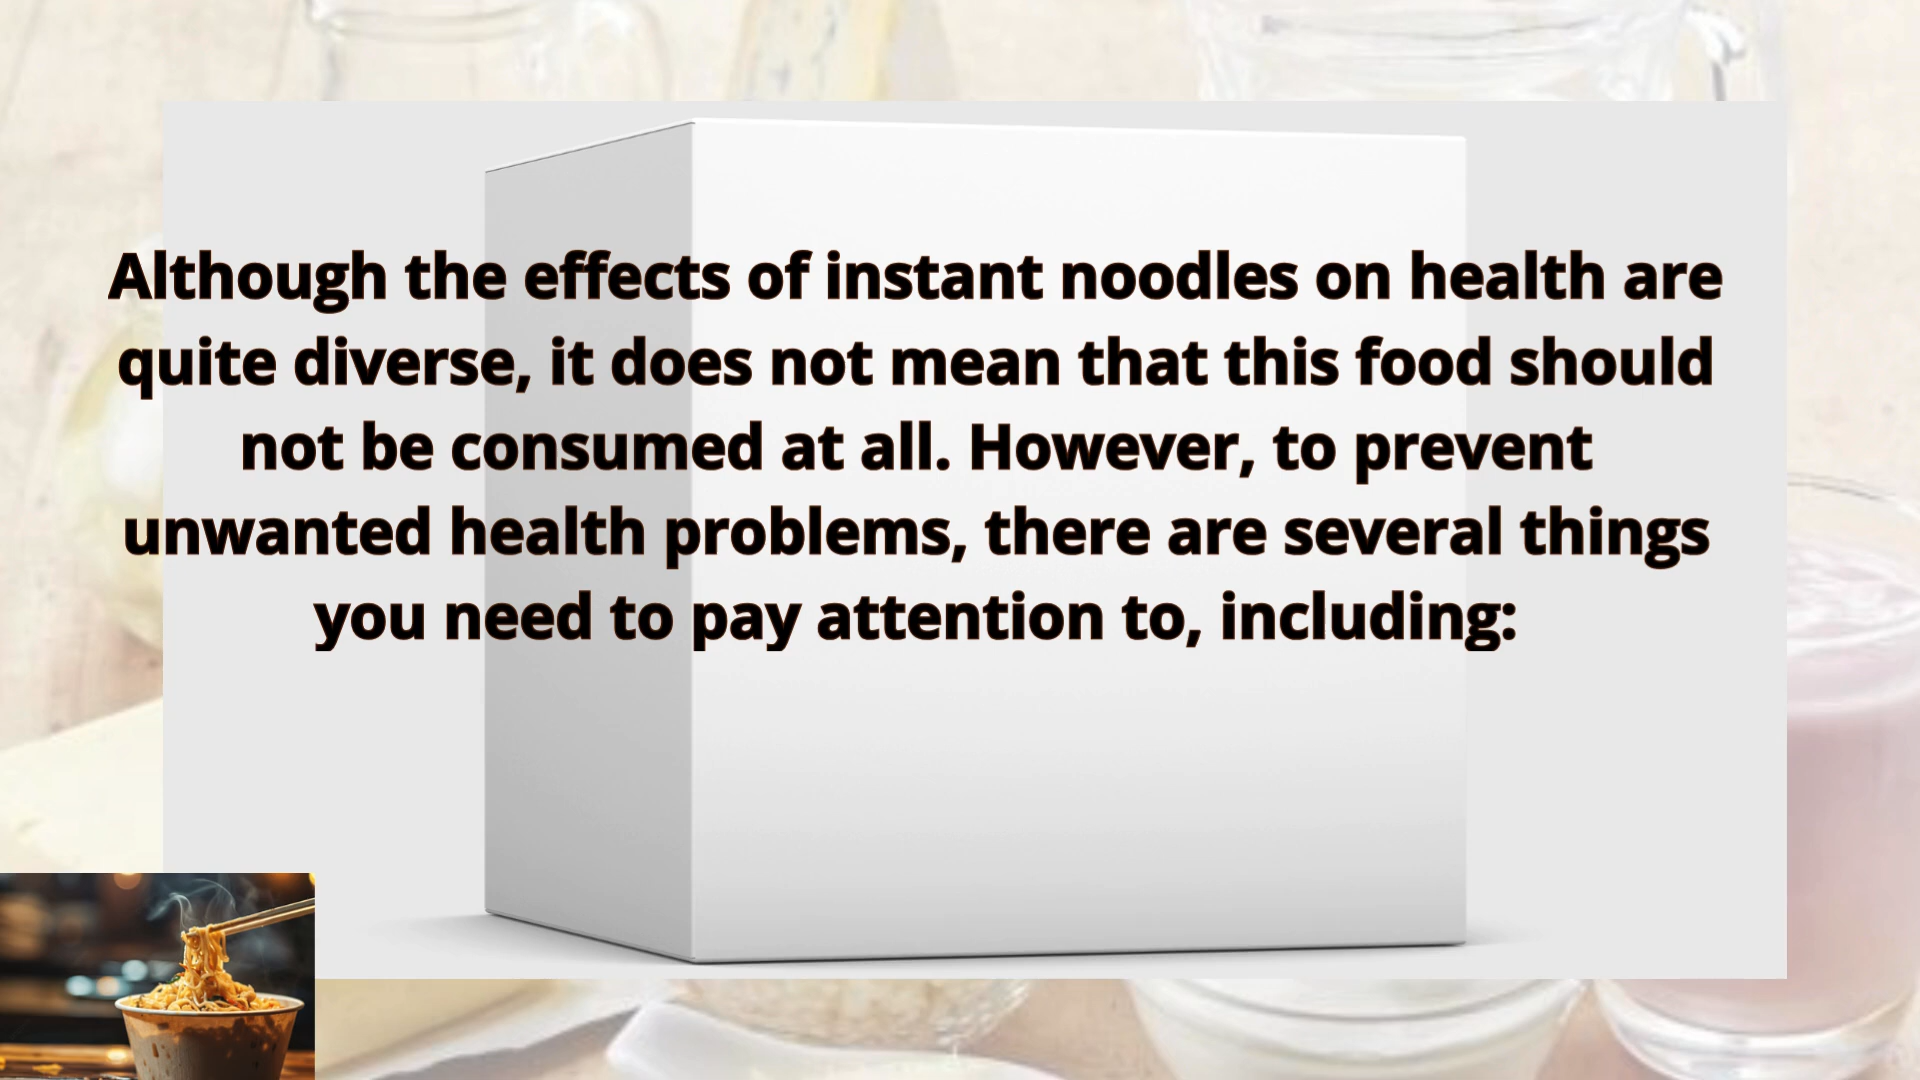 Although the effects of instant noodles on health are
quite diverse, it does not mean that this food should
not be consumed at all. However, to prevent
unwanted health problems, there are several things
you need to pay attention to, including: